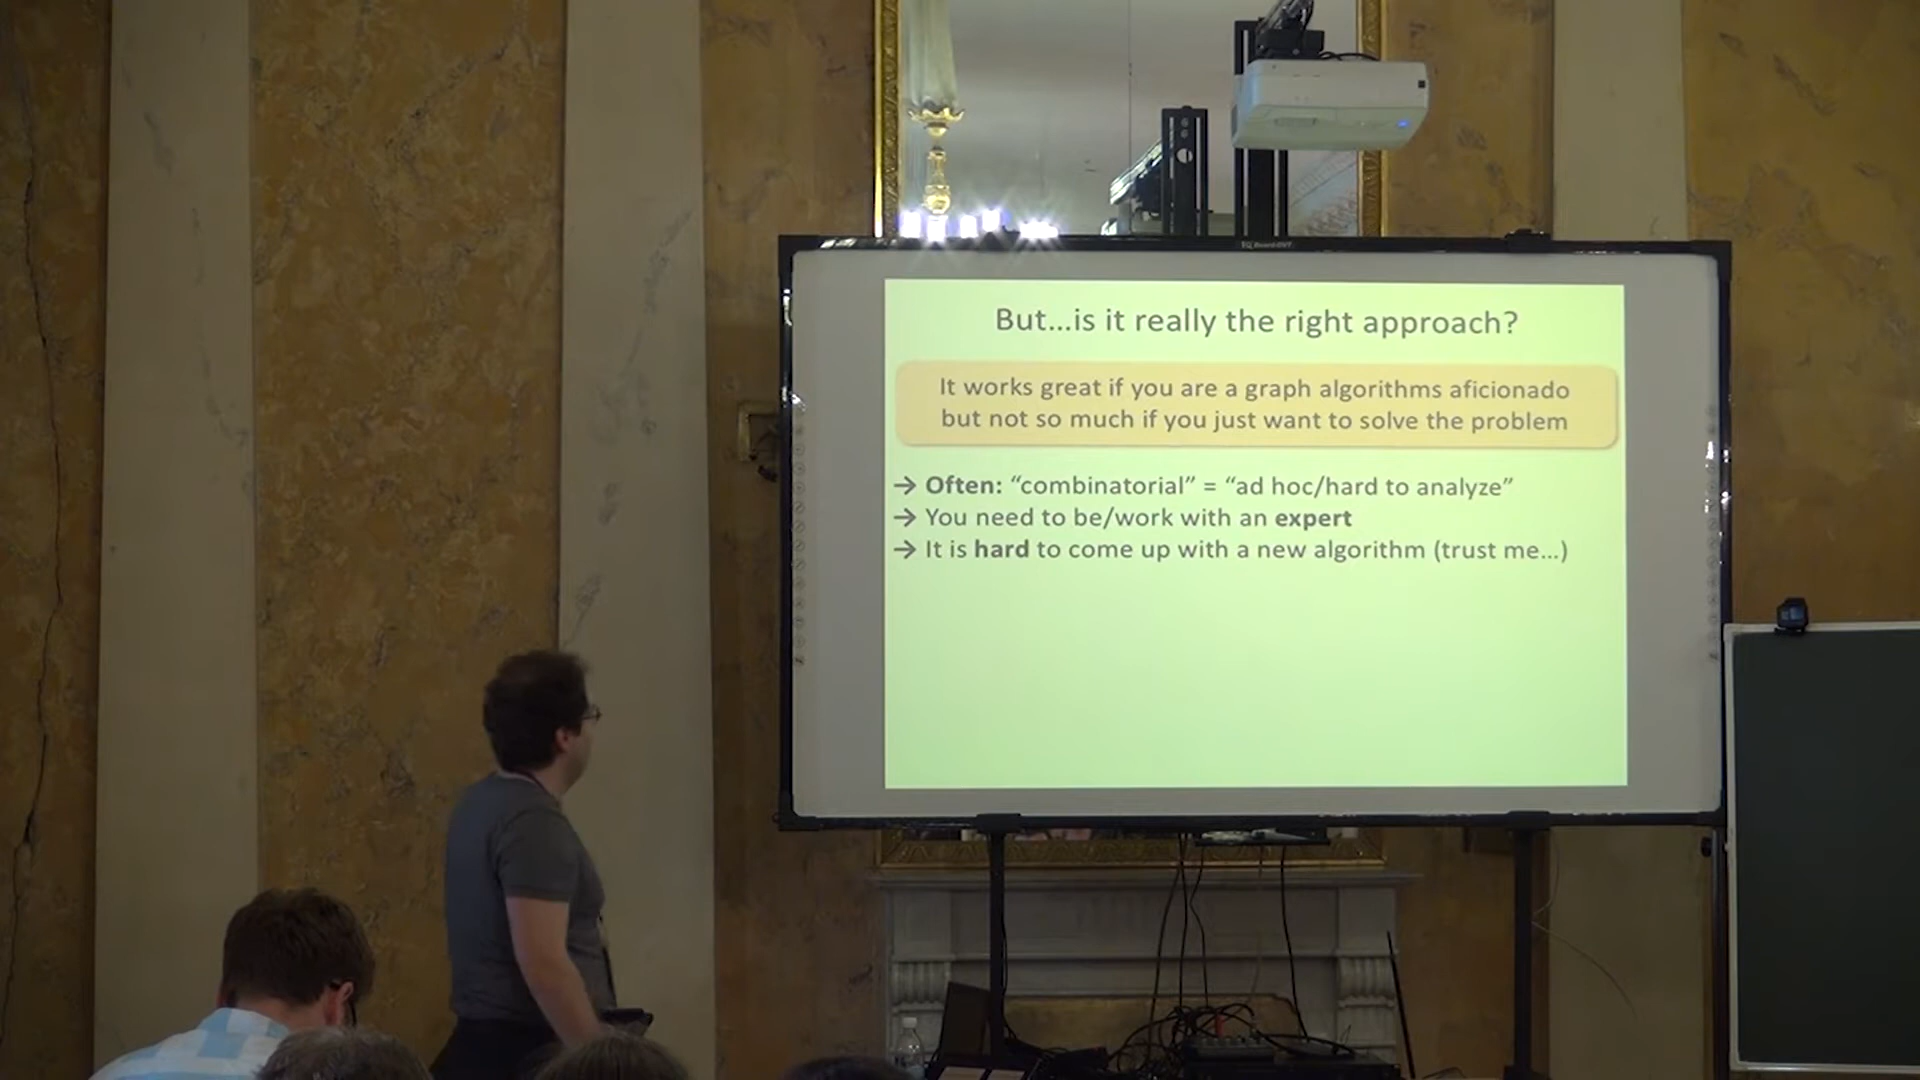 But...is it really the right approach?
It works great if you are a graph algorithms aficionado
but not so much if you just want to solve the problem
→ Often: “combinatorial” = “ad hoc/hard to analyze”
→ You need to be/work with an expert
→ It is hard to come up with a new algorithm (trust me...)